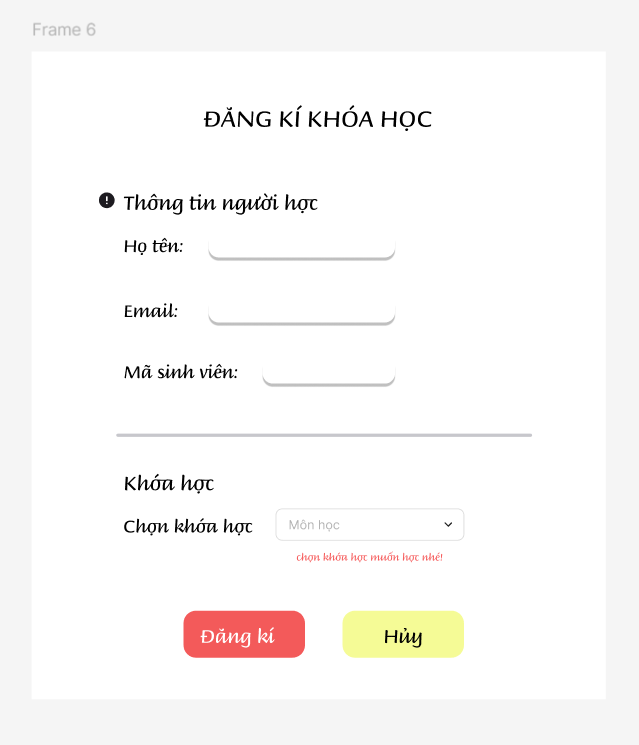 Frame 6
ĐĂNG KÍ KHÓA HỌC
Thông tin người học
Họ tên:
Email:
Mã sinh viên:
Khóa học
Chọn khóa học
Môn học
chọn khóa học muốn học nhé!
Đăng kí
Hủy